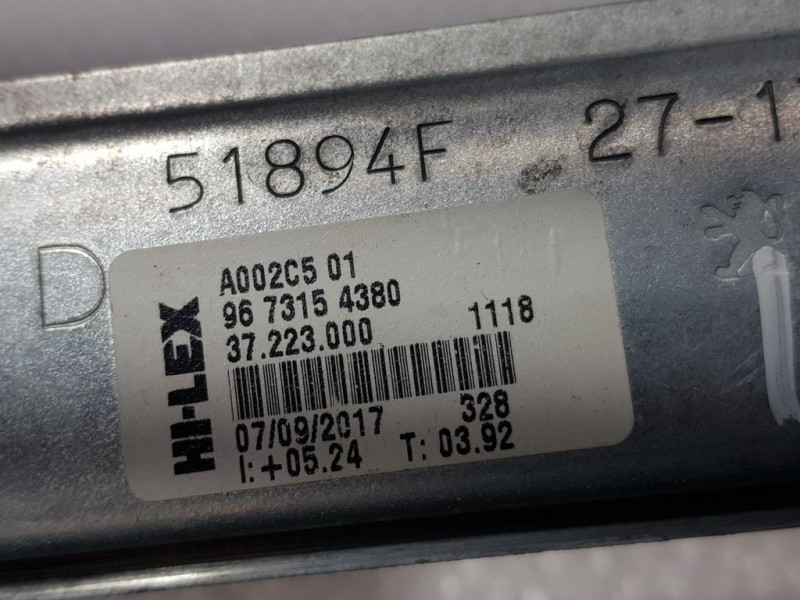 51894F 27-1
D
HI-LEX
A002C5 01
96 7315 4380
37.223.000 1118
07/09/2017 328
I:+05.24 T: 03.92